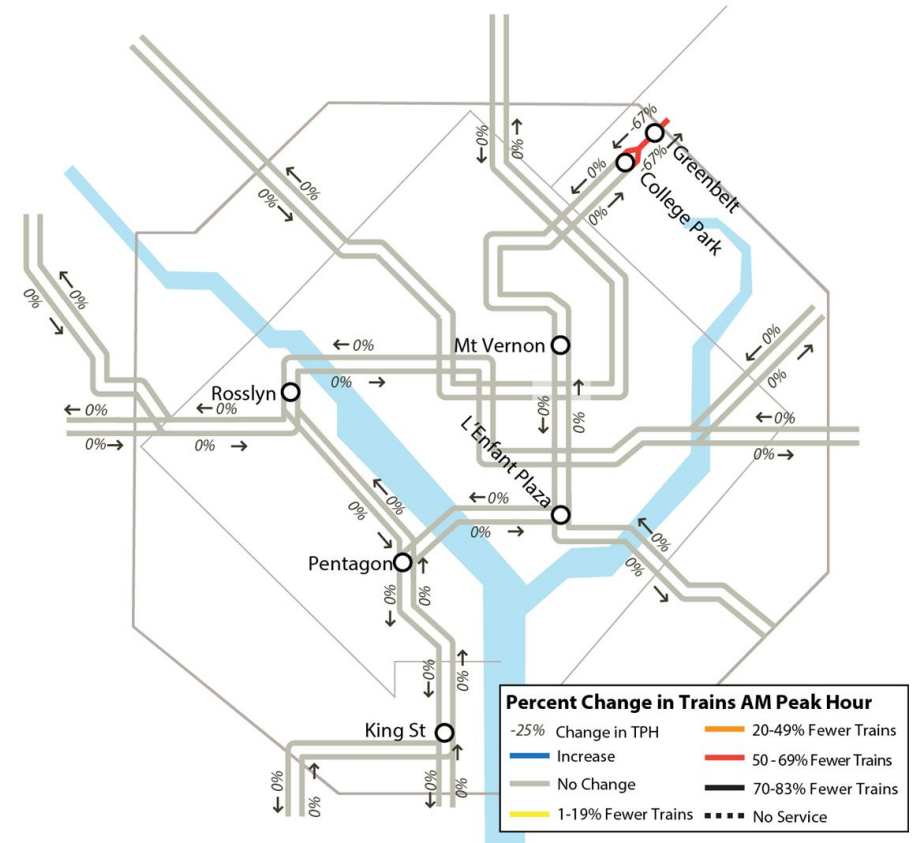 ←0%
0%
↑
←-67%
-67%
↑
Greenbelt
College Park
←0%
0%→
←0%
0%→
←0%
0%→
Mt Vernon
←0%
0%→
←0%
0%→
Rosslyn
←0%
←0%
0%→
0%→
←0%
0%
↑
←0%
0%→
L'Enfant Plaza
←0%
0%→
←0%
0%→
←0%
0%→
Pentagon
←0%
0%
↑
←0%
0%
↑
King St
←0%
0%
↑
←0%
0%
↑
Percent Change in Trains AM Peak Hour
-25% Change in TPH
Increase
No Change
1-19% Fewer Trains
20-49% Fewer Trains
50 - 69% Fewer Trains
70-83% Fewer Trains
No Service